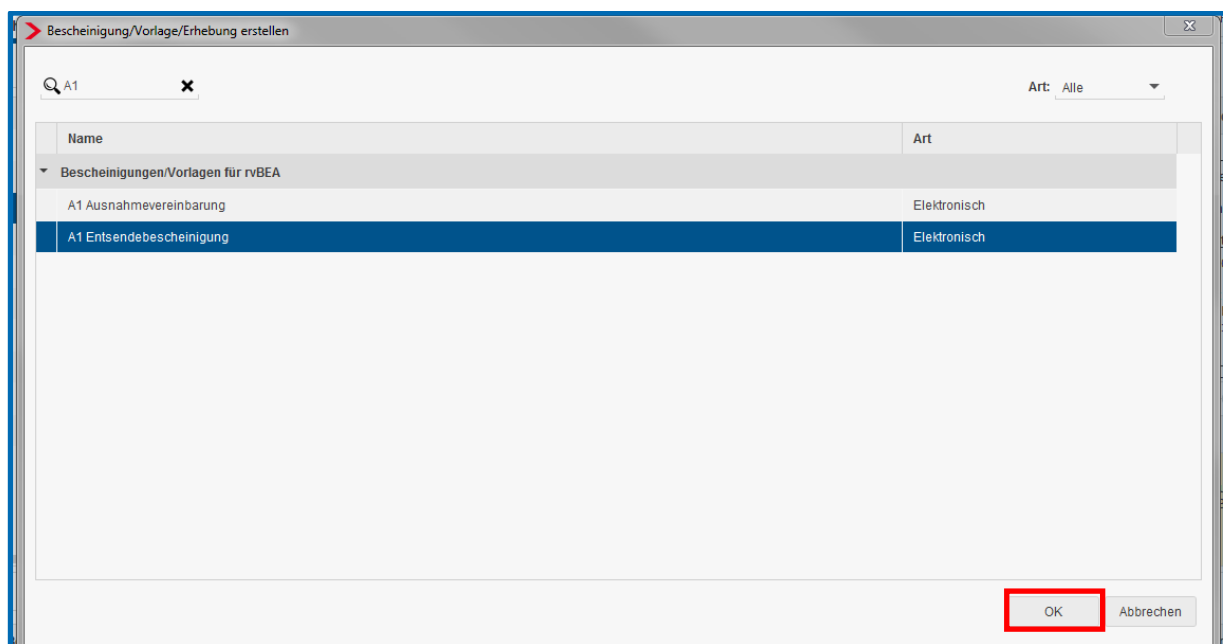 Bescheinigung/Vorlage/Erhebung erstellen
A1
Art: Alle
Name Art
Bescheinigungen/Vorlagen für rvBEA
A1 Ausnahmevereinbarung Elektronisch
A1 Entsendebescheinigung Elektronisch
OK Abbrechen